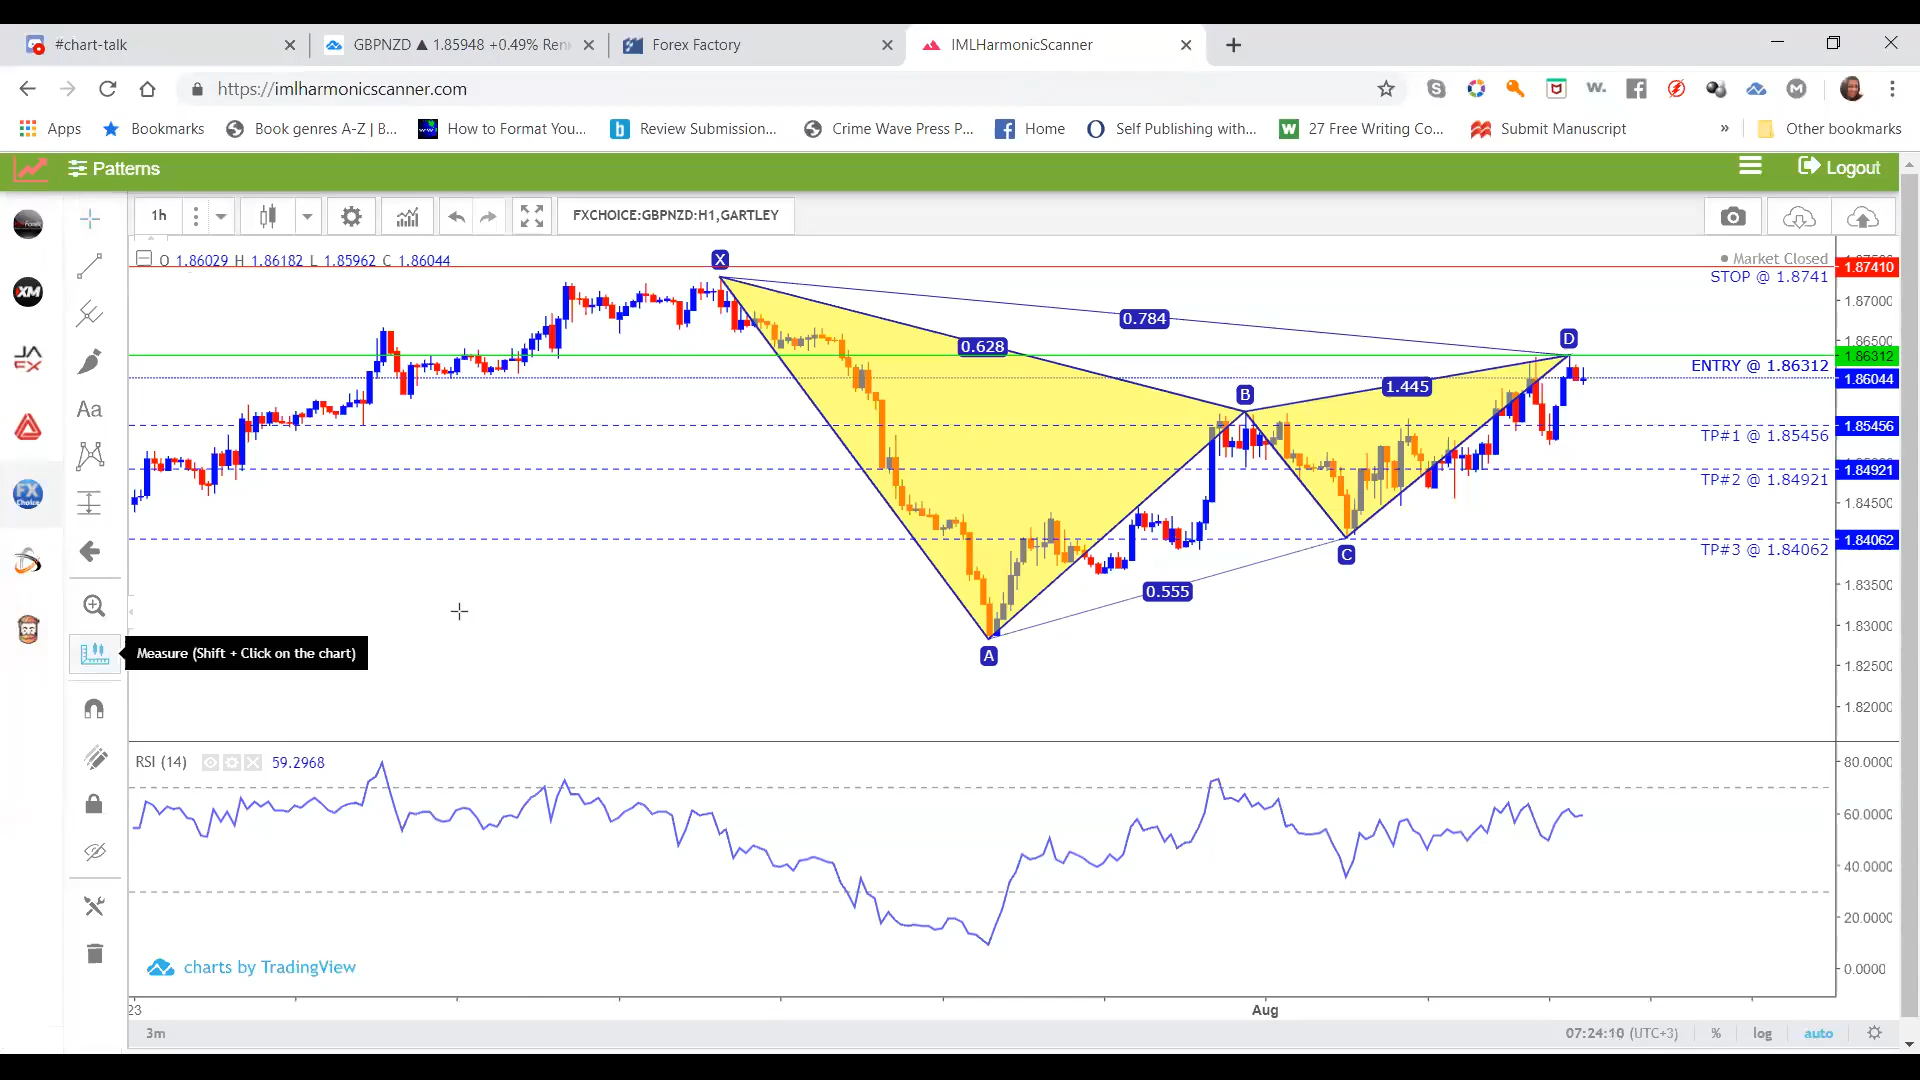 #chart-talk
GBPNZD ▲ 1.85948 +0.49% Ren
Forex Factory
IMLHarmonicScanner
https://imlharmonicscanner.com
Apps
Bookmarks
Book genres A-Z | B...
How to Format You...
Review Submission...
Crime Wave Press P...
Home
Self Publishing with...
27 Free Writing Co...
Submit Manuscript
»
Other bookmarks
Patterns
Logout
1h
FXCHOICE:GBPNZD:H1,GARTLEY
O 1.86029 H 1.86182 L 1.85962 C 1.86044
Market Closed
STOP @ 1.8741
1.87410
1.87000
1.86500
ENTRY @ 1.86312
1.86312
1.86044
TP#1 @ 1.85456
1.85456
TP#2 @ 1.84921
1.84921
1.84500
TP#3 @ 1.84062
1.84062
1.83500
1.83000
1.82500
1.82000
X
0.784
D
0.628
B
1.445
C
0.555
A
Aa
XM
JAFX
FX Choice
Measure (Shift + Click on the chart)
RSI (14)
59.2968
80.0000
60.0000
40.0000
20.0000
0.0000
charts by TradingView
23
Aug
3m
07:24:10 (UTC+3)
%
log
auto